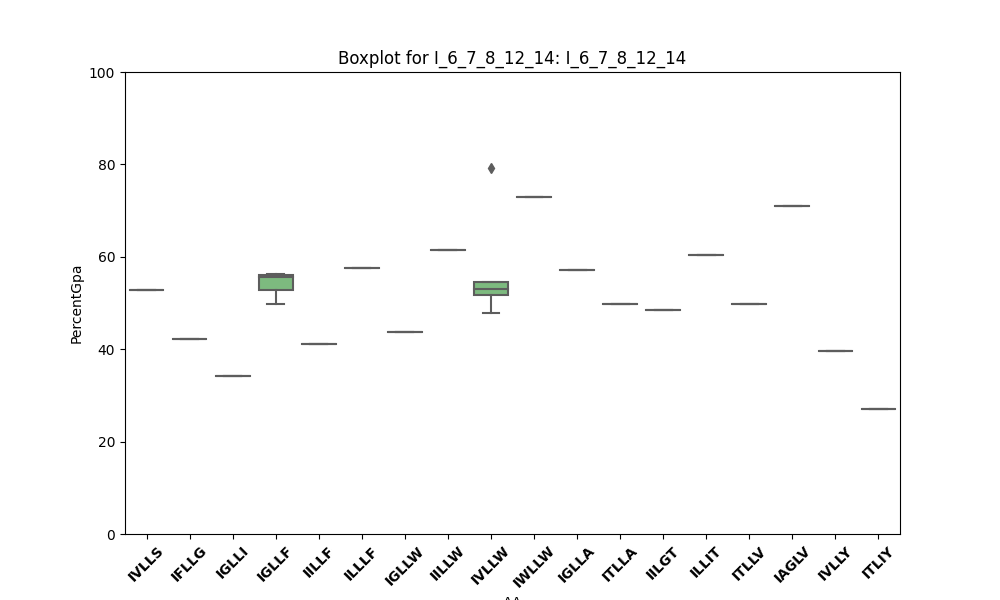 Boxplot for I_6_7_8_12_14: I_6_7_8_12_14
100
80
60
40
20
0
PercentGpa
IVLLS
IFLLG
IGLLI
IGLLF
IILLF
ILLLF
IGLLW
IILLW
IVLLW
IWLLW
IGLLA
ITLLA
IILGT
ILLIT
ITLLV
IAGLV
IVLLY
ITLIY